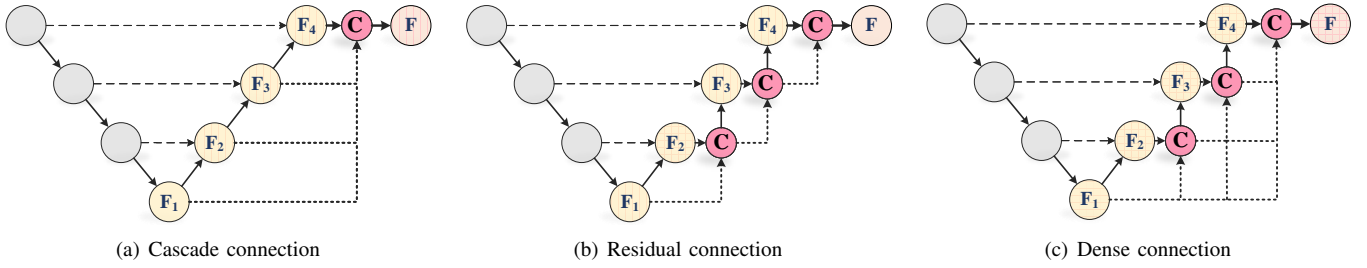 F4 C F
F3
F2
F1
(a) Cascade connection
F4 C F
F3 C
F2 C
F1
(b) Residual connection
F4 C F
F3 C
F2 C
F1
(c) Dense connection